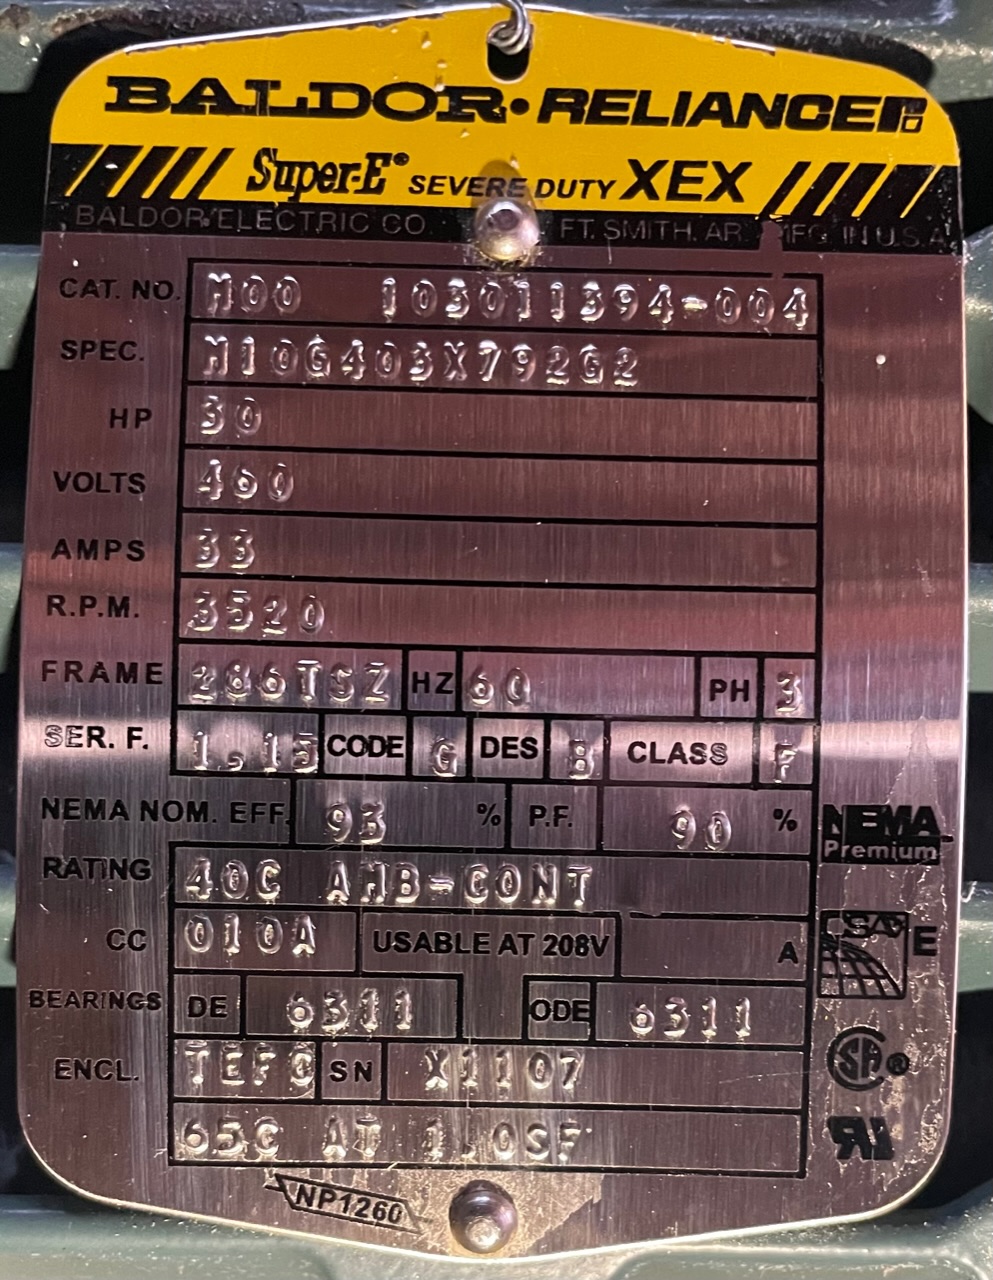 BALDOR•RELIANCER
Super-E® SEVERE DUTY XEX
BALDOR ELECTRIC CO. FT. SMITH, AR MFG. IN U.S.A.
CAT. NO. M00 103011394-004
SPEC. M10G403X792G2
HP 30
VOLTS 460
AMPS 33
R.P.M. 3520
FRAME 286TSZ HZ 60 PH 3
SER. F. 1.15 CODE G DES B CLASS F
NEMA NOM. EFF. 93 % P.F. 90 %
NEMA
Premium
RATING 40C AMB-CONT
CC 010A USABLE AT 208V A
CSA E
BEARINGS DE 6311 ODE 6311
ENCL. TEFC SN X1107
SA ®
65C AT 1.0SF
NP1260